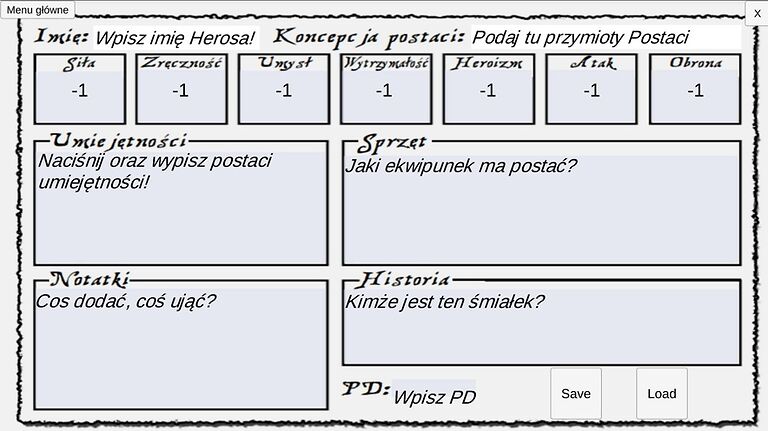 Menu główne
X
Imię: Wpisz imię Herosa! Koncepcja postaci: Podaj tu przymioty Postaci
Siła Zręczność Umysł Wytrzymałość Heroizm Atak Obrona
-1 -1 -1 -1 -1 -1 -1
Umiejętności
Naciśnij oraz wypisz postaci
umiejętności!
Sprzęt
Jaki ekwipunek ma postać?
Notatki
Cos dodać, coś ująć?
Historia
Kimże jest ten śmiałek?
PD: Wpisz PD
Save Load